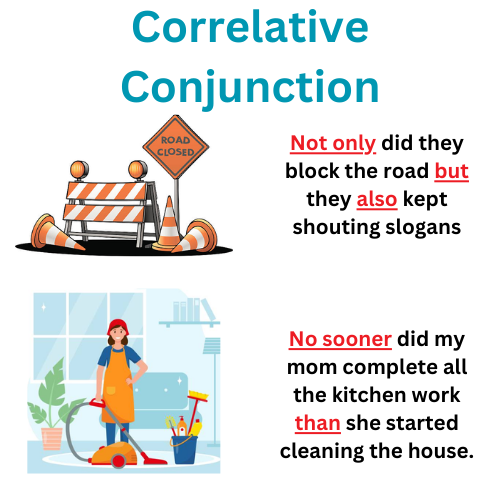 Correlative
Conjunction
ROAD
CLOSED
Not only did they
block the road but
they also kept
shouting slogans
No sooner did my
mom complete all
the kitchen work
than she started
cleaning the house.